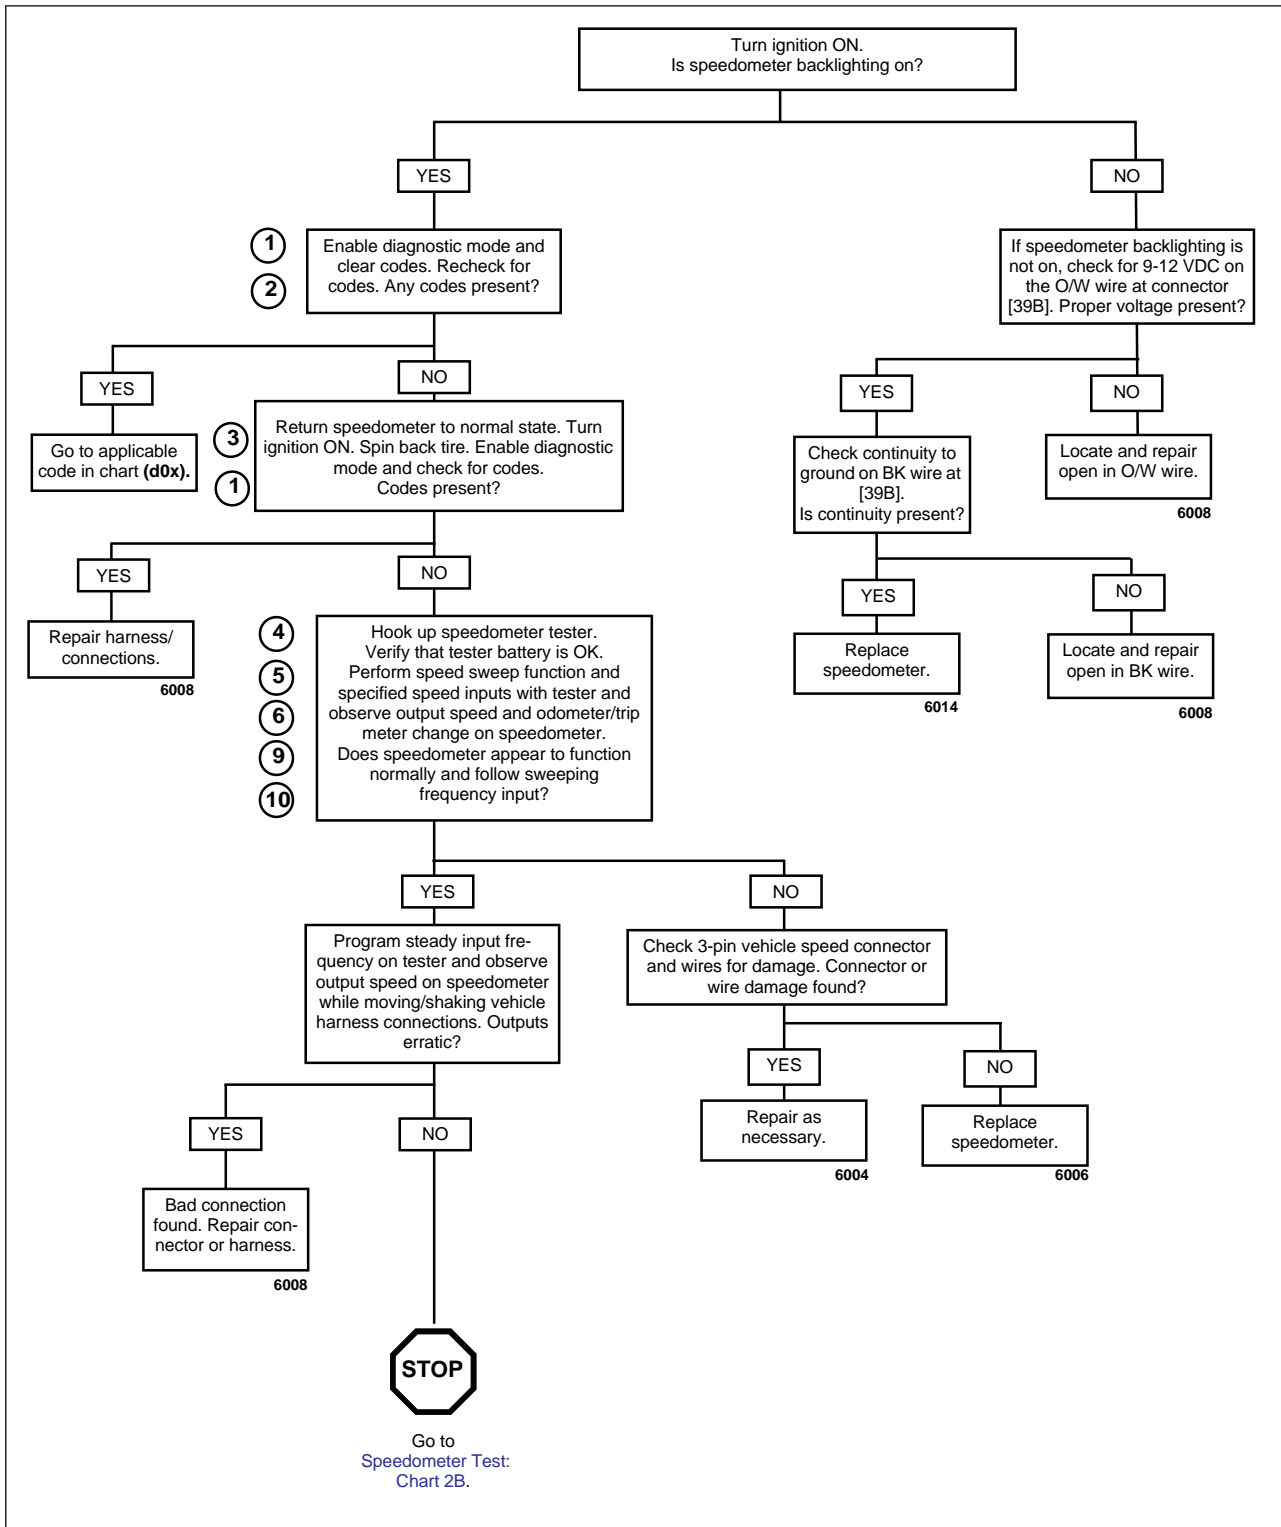 Turn ignition ON.
Is speedometer backlighting on?
YES
NO
1
2
Enable diagnostic mode and
clear codes. Recheck for
codes. Any codes present?
If speedometer backlighting is
not on, check for 9-12 VDC on
the O/W wire at connector
[39B]. Proper voltage present?
YES
NO
YES
NO
Go to applicable
code in chart (d0x).
3
1
Return speedometer to normal state. Turn
ignition ON. Spin back tire. Enable diagnostic
mode and check for codes.
Codes present?
Check continuity to
ground on BK wire at
[39B].
Is continuity present?
Locate and repair
open in O/W wire.
6008
YES
NO
YES
NO
Repair harness/
connections.
6008
4
5
6
9
10
Hook up speedometer tester.
Verify that tester battery is OK.
Perform speed sweep function and
specified speed inputs with tester and
observe output speed and odometer/trip
meter change on speedometer.
Does speedometer appear to function
normally and follow sweeping
frequency input?
Replace
speedometer.
6014
Locate and repair
open in BK wire.
6008
YES
NO
Program steady input fre-
quency on tester and observe
output speed on speedometer
while moving/shaking vehicle
harness connections. Outputs
erratic?
Check 3-pin vehicle speed connector
and wires for damage. Connector or
wire damage found?
YES
NO
YES
NO
Repair as
necessary.
6004
Replace
speedometer.
6006
Bad connection
found. Repair con-
nector or harness.
6008
STOP
Go to
Speedometer Test:
Chart 2B.